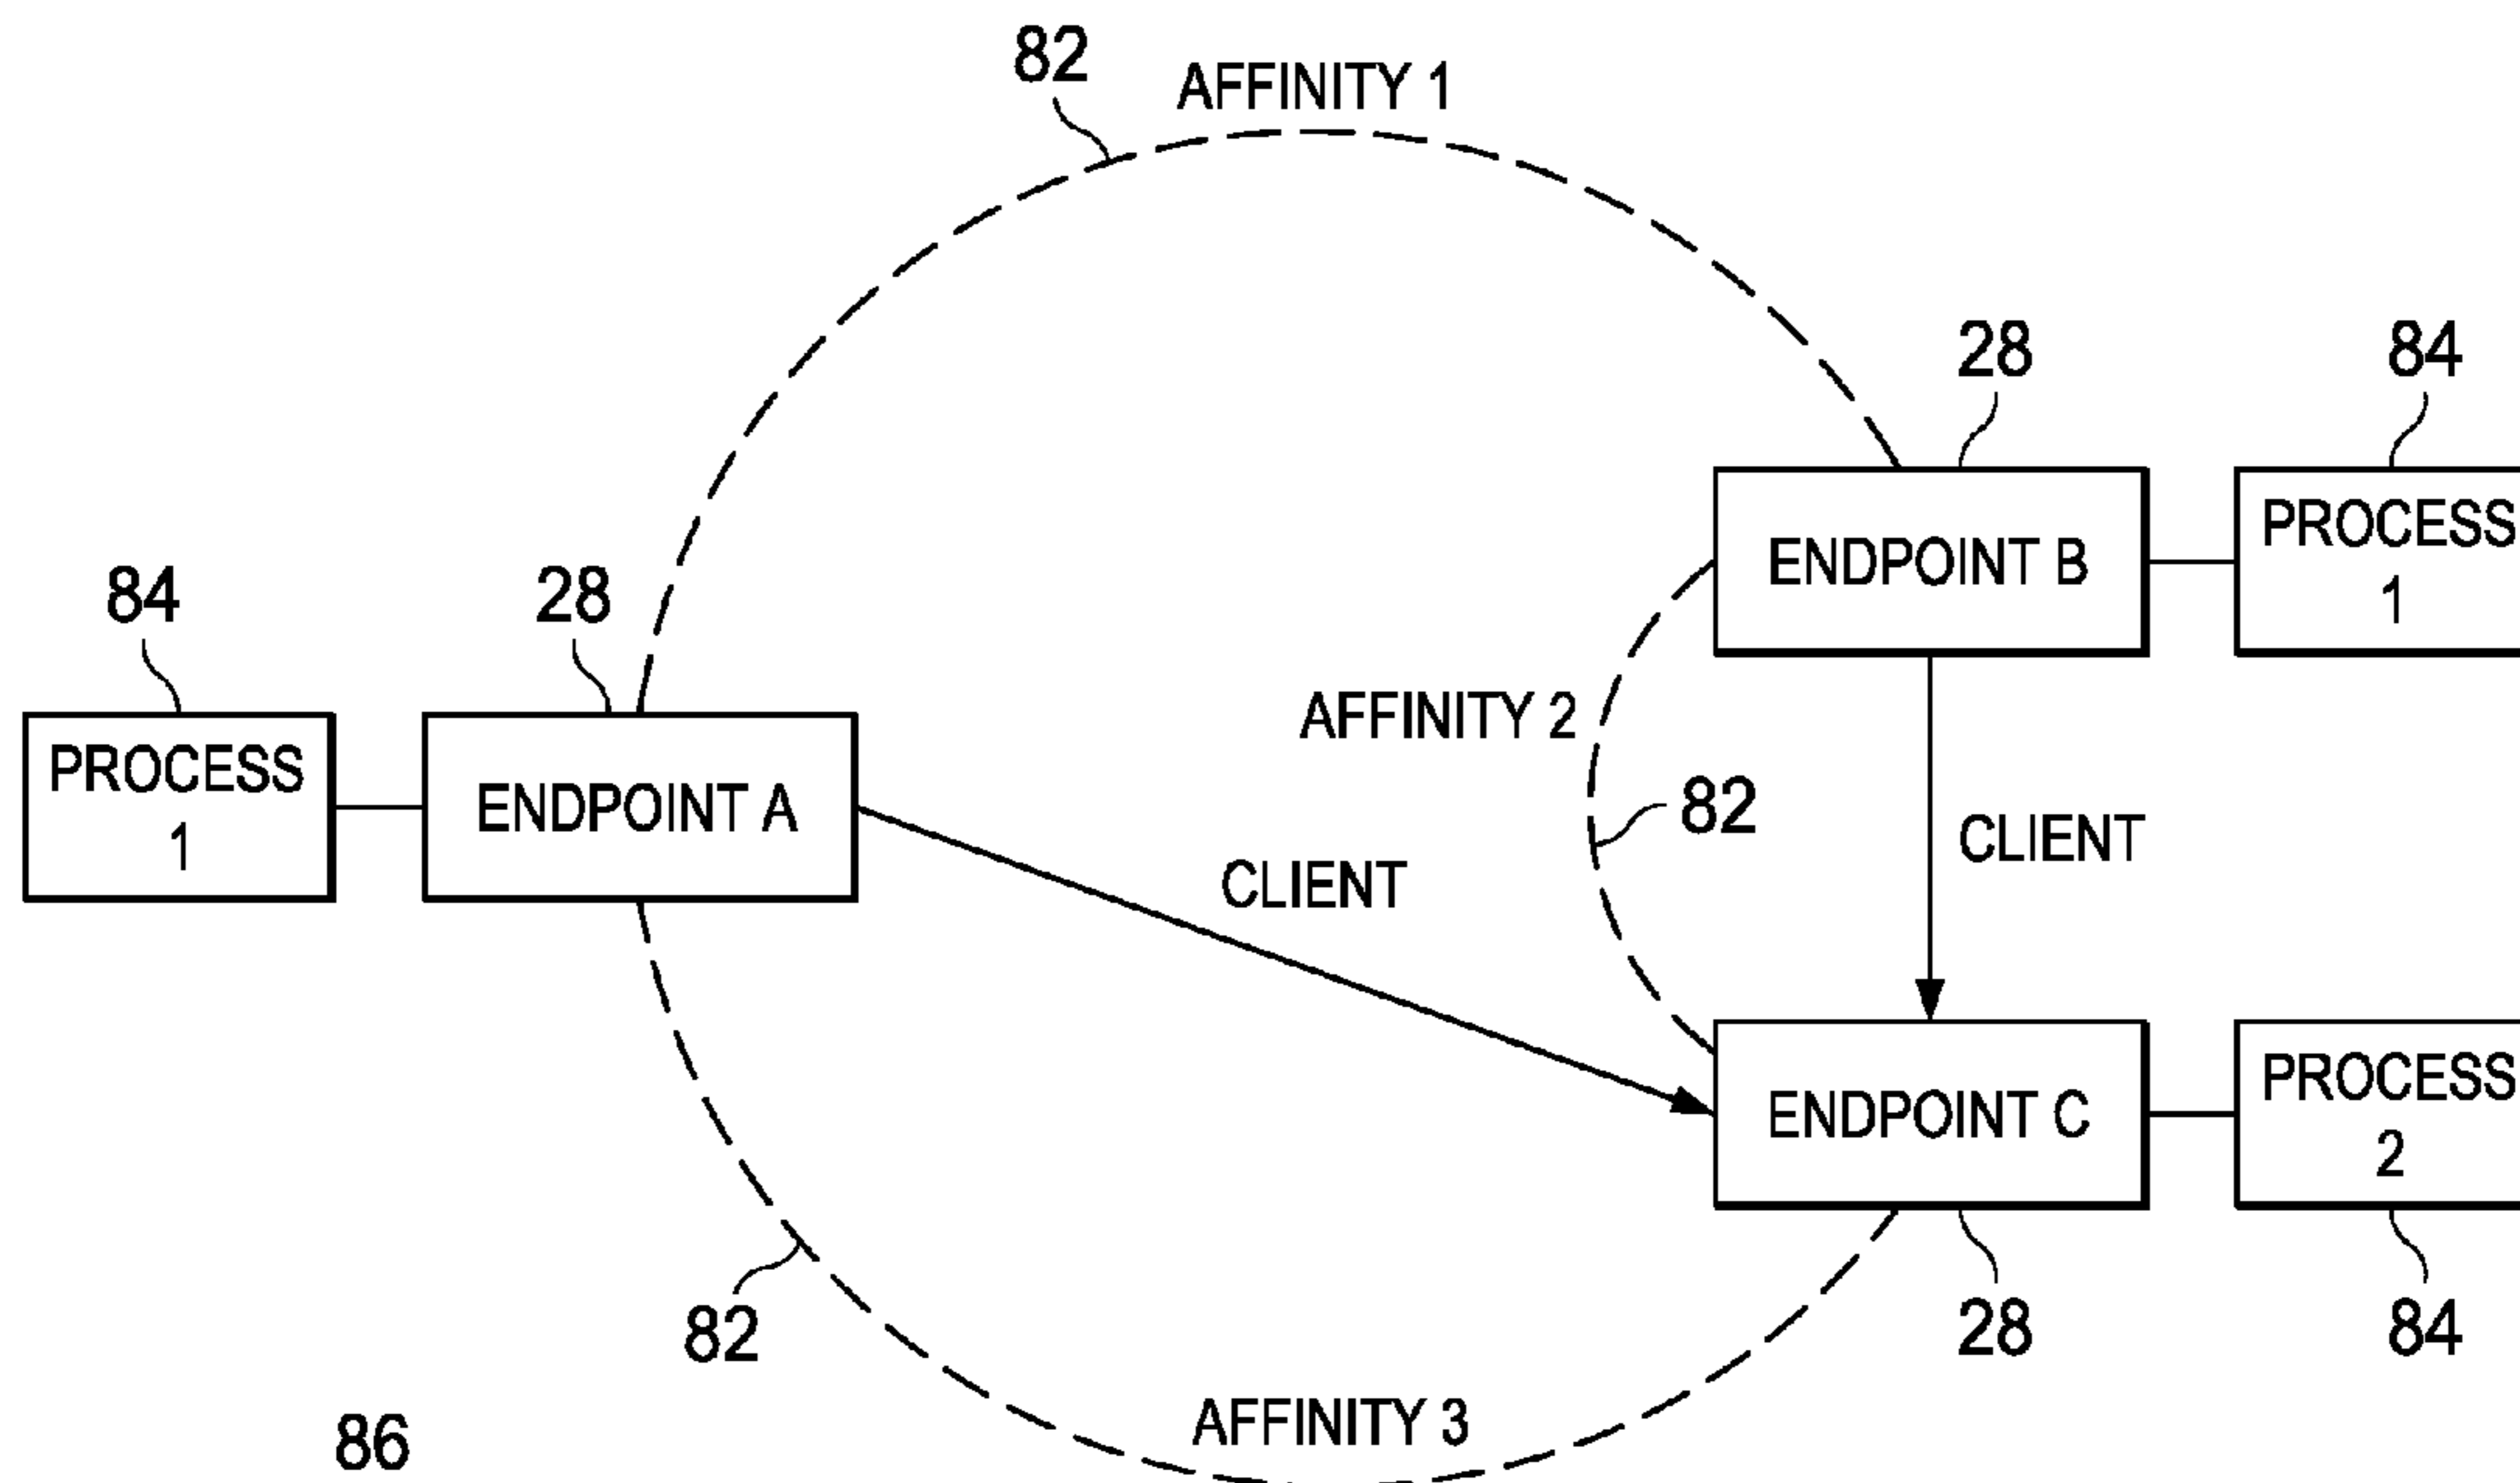 82
AFFINITY 1
28
84
ENDPOINT B
PROCESS
1
84
28
PROCESS
1
ENDPOINT A
AFFINITY 2
82
CLIENT
CLIENT
ENDPOINT C
PROCESS
2
82
28
84
AFFINITY 3
86